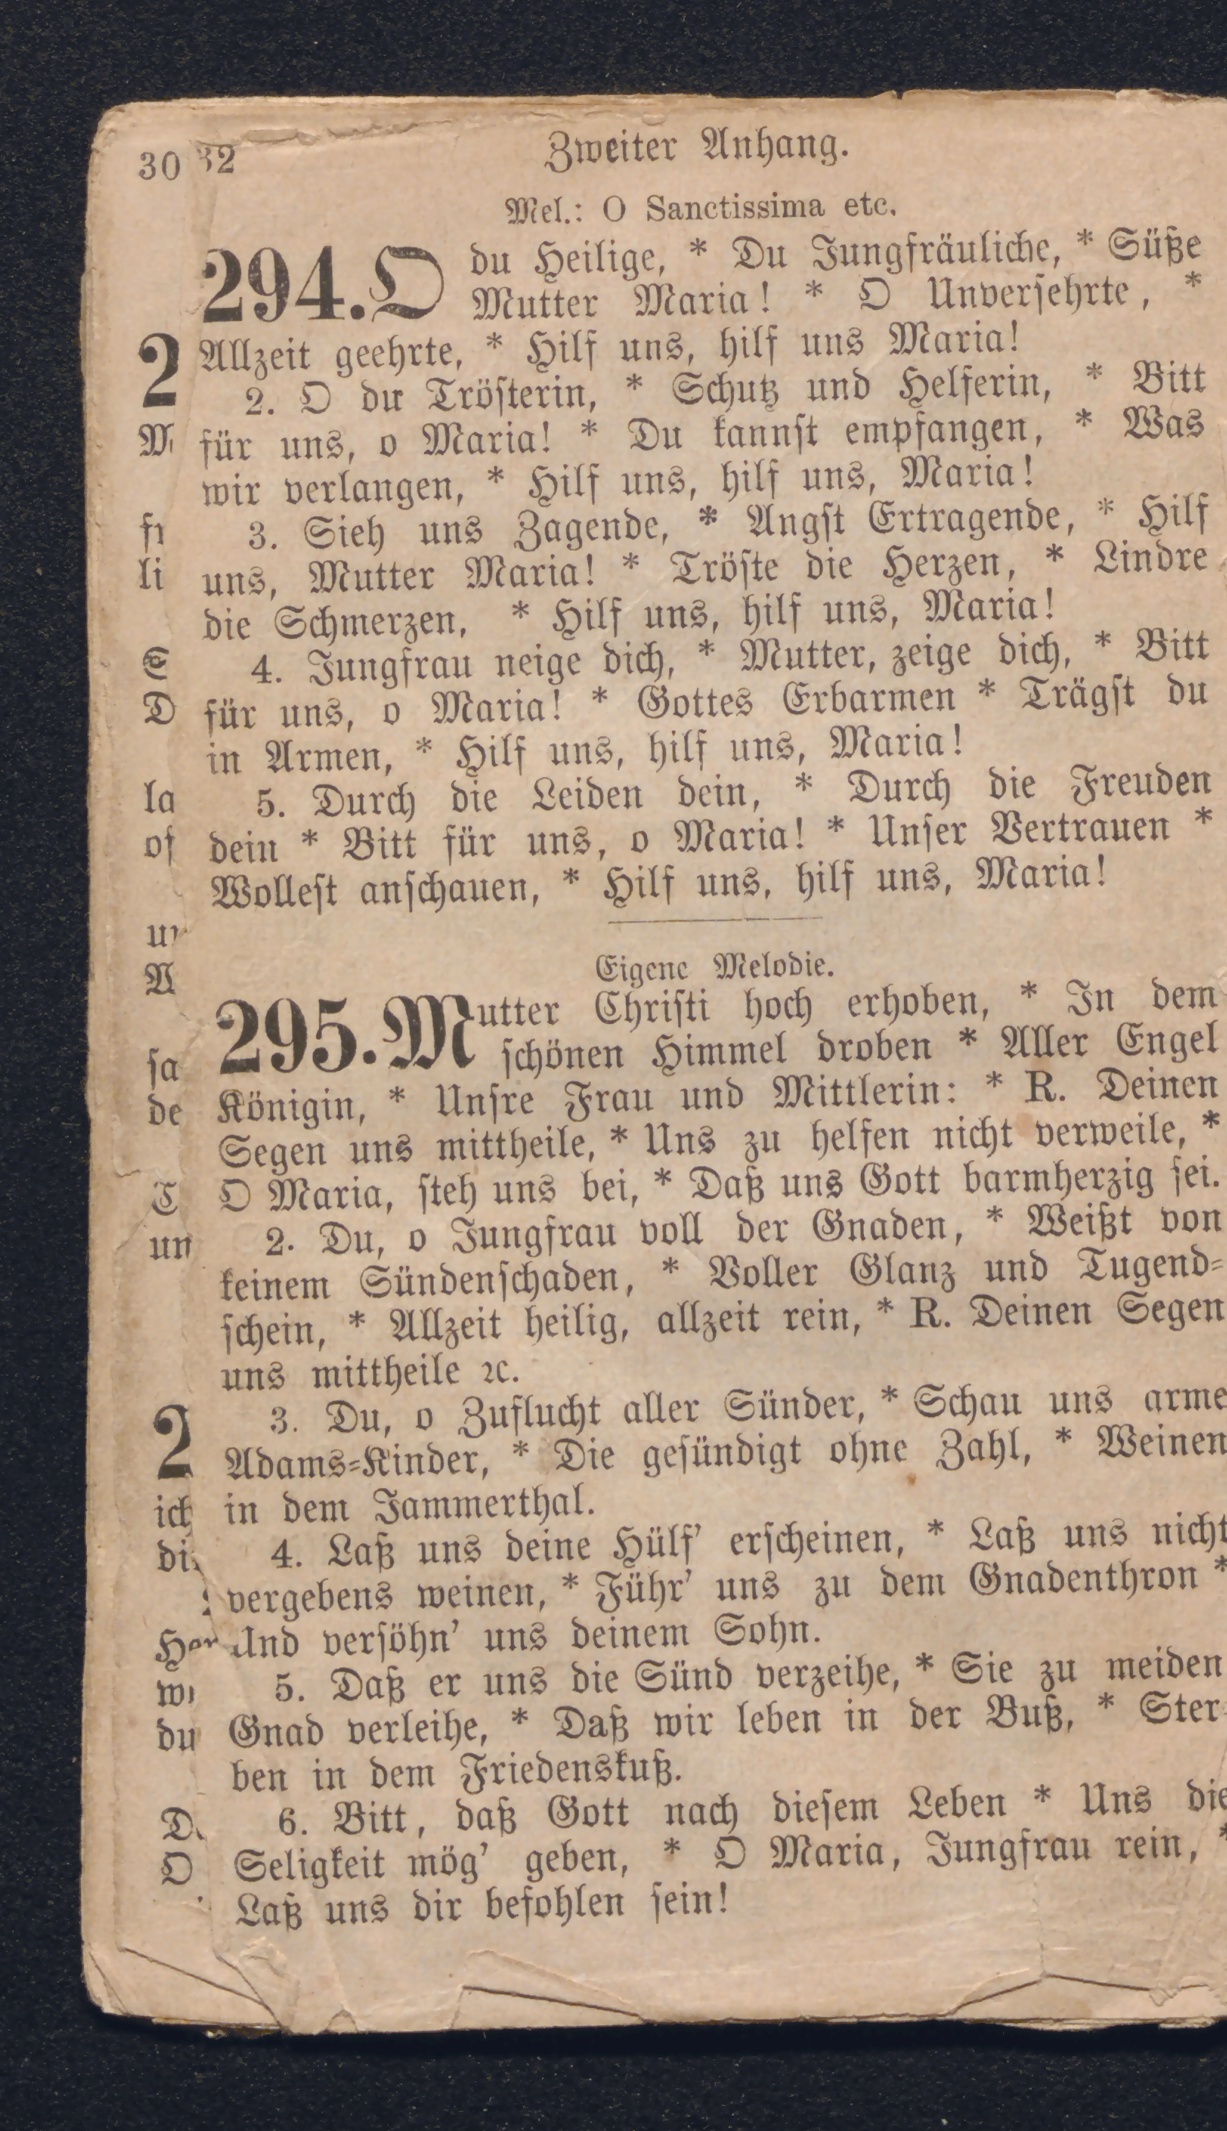 30 32
Zweiter Anhang.
Mel.: O Sanctissima etc.
294. O du Heilige, * Du Jungfräuliche, * Süße
Mutter Maria! * O Unversehrte, *
Allzeit geehrte, * Hilf uns, hilf uns Maria!
2. O du Trösterin, * Schutz und Helferin, * Bitt
für uns, o Maria! * Du kannst empfangen, * Was
wir verlangen, * Hilf uns, hilf uns, Maria!
3. Sieh uns Zagende, * Angst Ertragende, * Hilf
uns, Mutter Maria! * Tröste die Herzen, * Lindre
die Schmerzen, * Hilf uns, hilf uns, Maria!
4. Jungfrau neige dich, * Mutter, zeige dich, * Bitt
für uns, o Maria! * Gottes Erbarmen * Trägst du
in Armen, * Hilf uns, hilf uns, Maria!
5. Durch die Leiden dein, * Durch die Freuden
dein * Bitt für uns, o Maria! * Unser Vertrauen *
Wollest anschauen, * Hilf uns, hilf uns, Maria!
Eigene Melodie.
295. Mutter Christi hoch erhoben, * In dem
schönen Himmel droben * Aller Engel
Königin, * Unsre Frau und Mittlerin: * R. Deinen
Segen uns mittheile, * Uns zu helfen nicht verweile, *
O Maria, steh uns bei, * Daß uns Gott barmherzig sei.
2. Du, o Jungfrau voll der Gnaden, * Weißt von
keinem Sündenschaden, * Voller Glanz und Tugend-
schein, * Allzeit heilig, allzeit rein, * R. Deinen Segen
uns mittheile ꝛc.
3. Du, o Zuflucht aller Sünder, * Schau uns arme
Adams-Kinder, * Die gesündigt ohne Zahl, * Weinen
in dem Jammerthal.
4. Laß uns deine Hülf' erscheinen, * Laß uns nicht
vergebens weinen, * Führ' uns zu dem Gnadenthron *
Und versöhn' uns deinem Sohn.
5. Daß er uns die Sünd verzeihe, * Sie zu meiden
Gnad verleihe, * Daß wir leben in der Buß, * Ster-
ben in dem Friedenskuß.
6. Bitt, daß Gott nach diesem Leben * Uns die
Seligkeit mög' geben, * O Maria, Jungfrau rein, *
Laß uns dir befohlen sein!